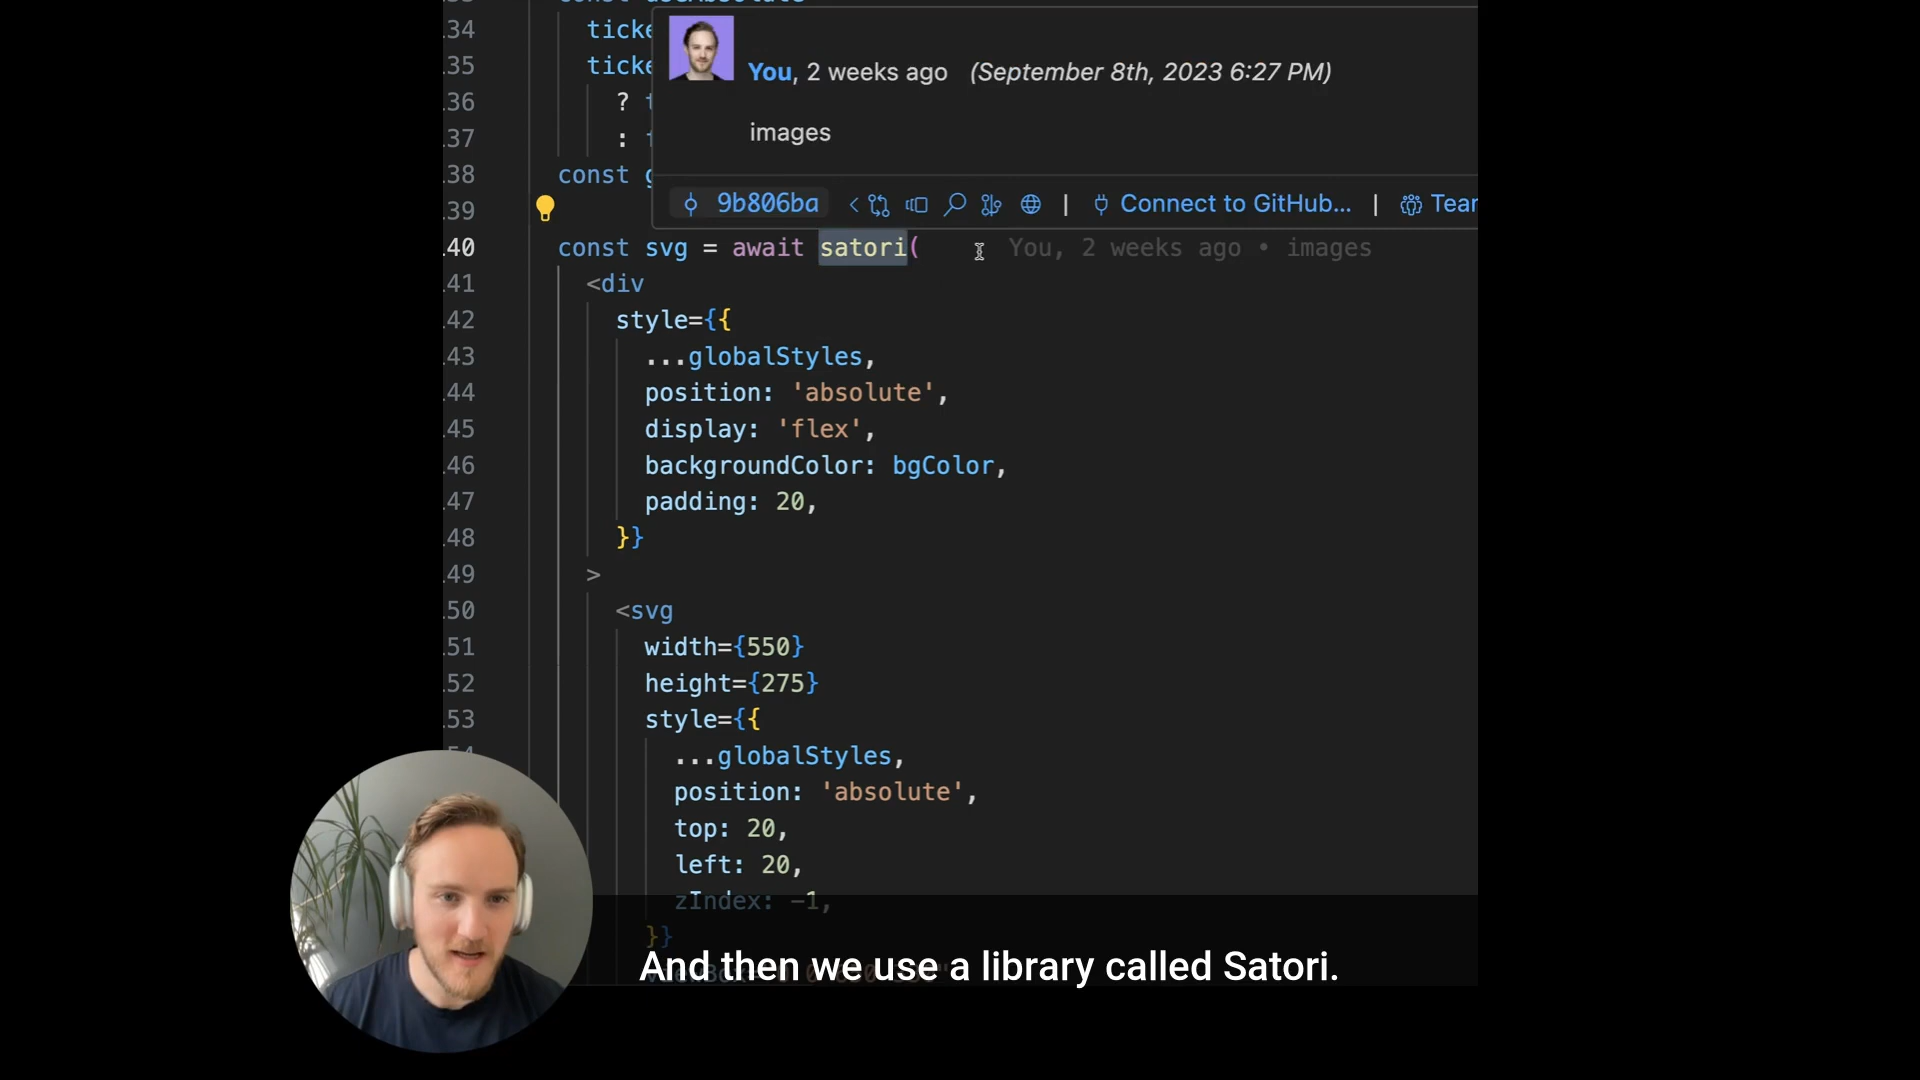 .34 ticke
.35 ticke
.36 ?
.37 :
.38 const g
.39
.40 const svg = await satori( You, 2 weeks ago • images
You, 2 weeks ago (September 8th, 2023 6:27 PM)
images
9b806ba | Connect to GitHub... | Tear
.41 <div
.42 style={{
.43 ...globalStyles,
.44 position: 'absolute',
.45 display: 'flex',
.46 backgroundColor: bgColor,
.47 padding: 20,
.48 }}
.49 >
.50 <svg
.51 width={550}
.52 height={275}
.53 style={{
...globalStyles,
position: 'absolute',
top: 20,
left: 20,
zIndex: -1,
}}
And then we use a library called Satori.